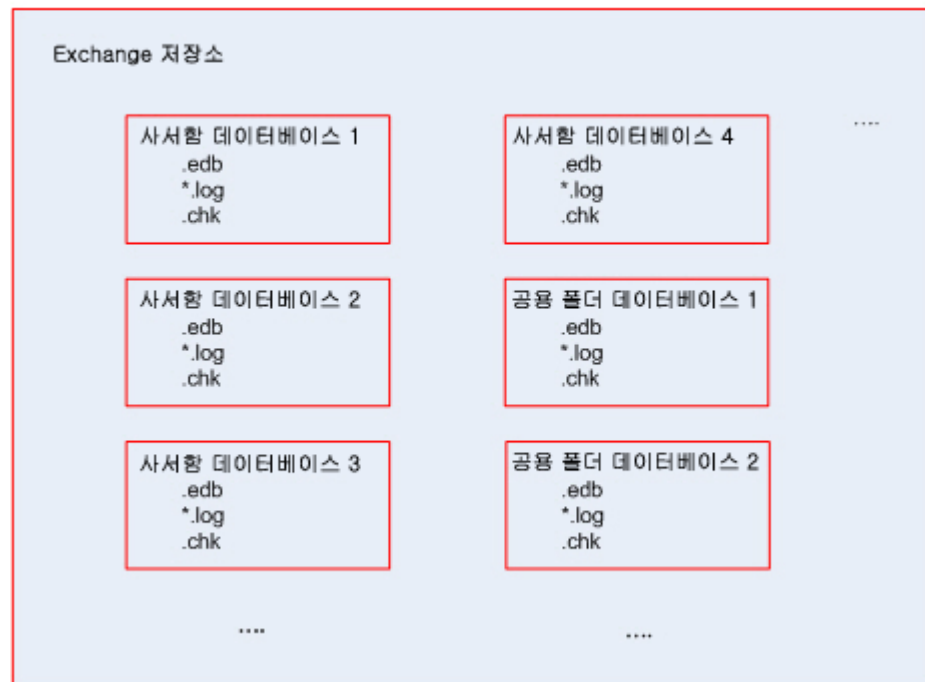 Exchange 저장소
사서함 데이터베이스 1
.edb
*.log
.chk
사서함 데이터베이스 2
.edb
*.log
.chk
사서함 데이터베이스 3
.edb
*.log
.chk
....
사서함 데이터베이스 4
.edb
*.log
.chk
공용 폴더 데이터베이스 1
.edb
*.log
.chk
공용 폴더 데이터베이스 2
.edb
*.log
.chk
....
....